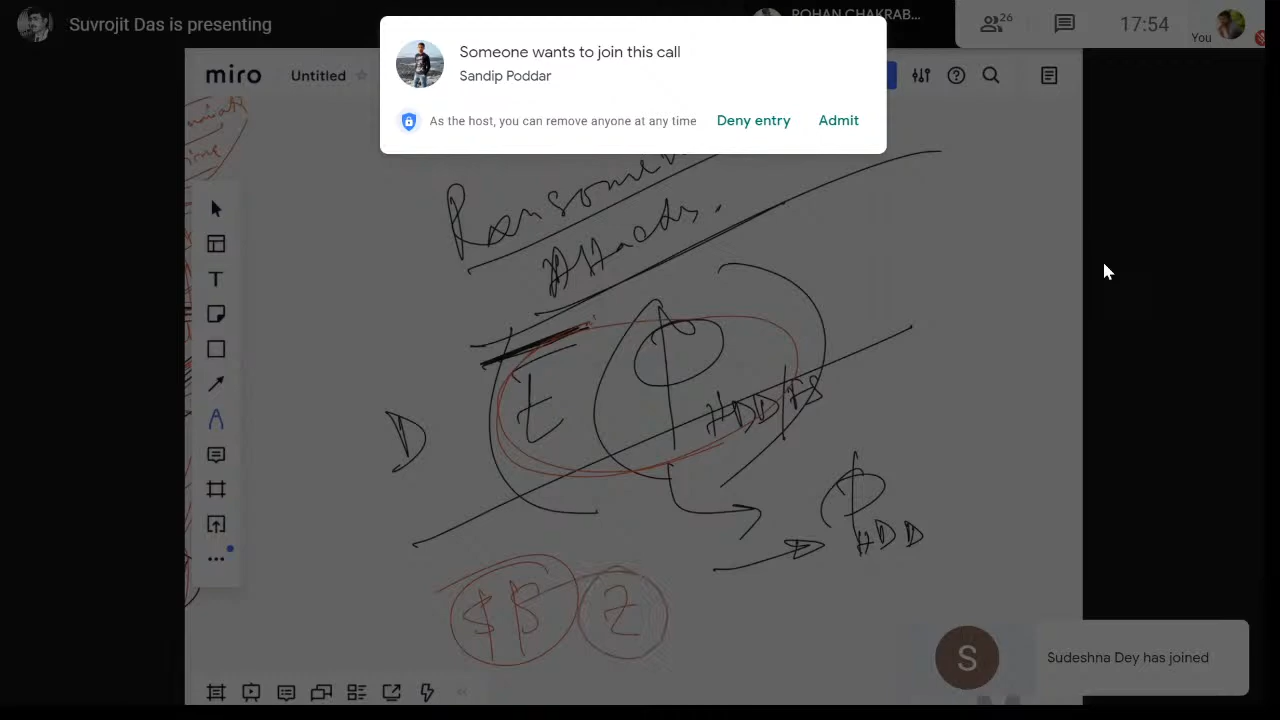 Suvrojit Das is presenting
ROHAN CHAKRAB...
26
17:54
You
Someone wants to join this call
Sandip Poddar
As the host, you can remove anyone at any time
Deny entry
Admit
miro
Untitled
T
Attacks.
D
HDD/FS
HDD
$
S
Sudeshna Dey has joined